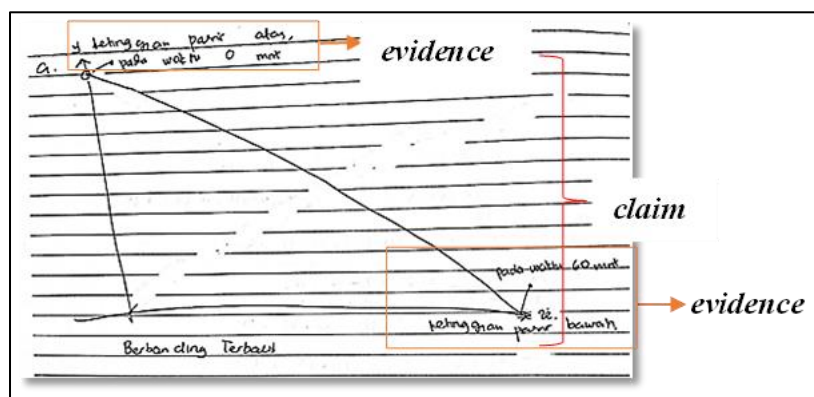 y ketinggian pasir atas,
evidence
a. pada waktu 0 mnt
claim
pada waktu 60 mnt
evidence
ketinggian pasir bawah,
Berbanding Terbalik